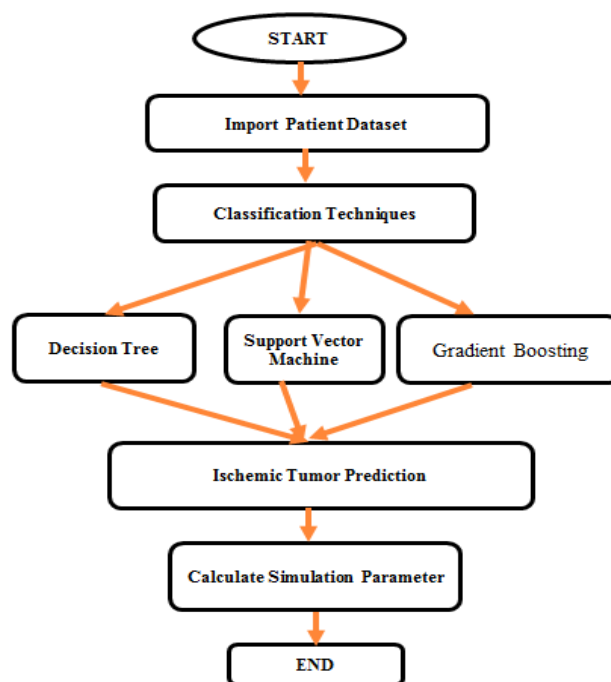 START
Import Patient Dataset
Classification Techniques
Decision Tree
Support Vector
Machine
Gradient Boosting
Ischemic Tumor Prediction
Calculate Simulation Parameter
END